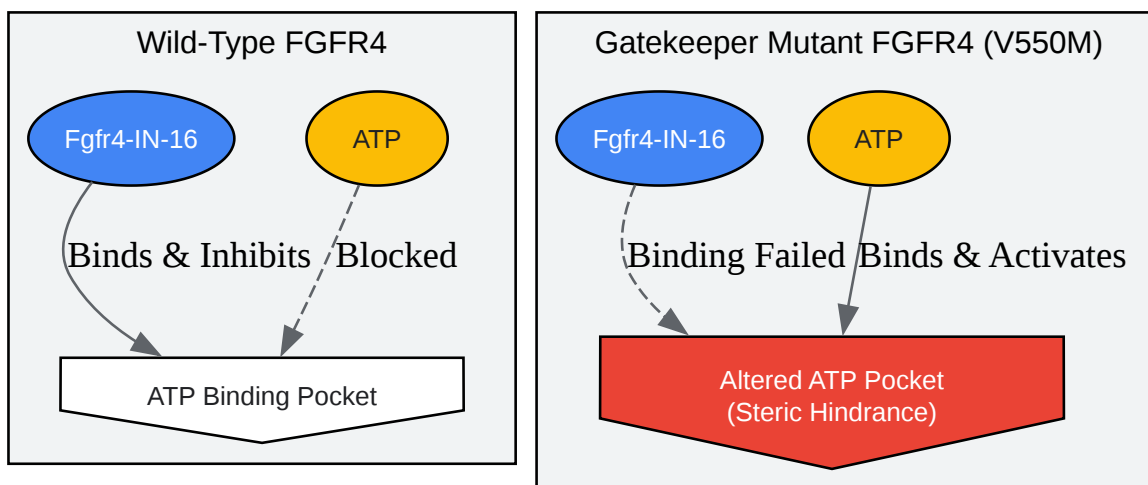 Wild-Type FGFR4
Fgfr4-IN-16
ATP
Binds & Inhibits
Blocked
ATP Binding Pocket
Gatekeeper Mutant FGFR4 (V550M)
Fgfr4-IN-16
ATP
Binding Failed
Binds & Activates
Altered ATP Pocket
(Steric Hindrance)